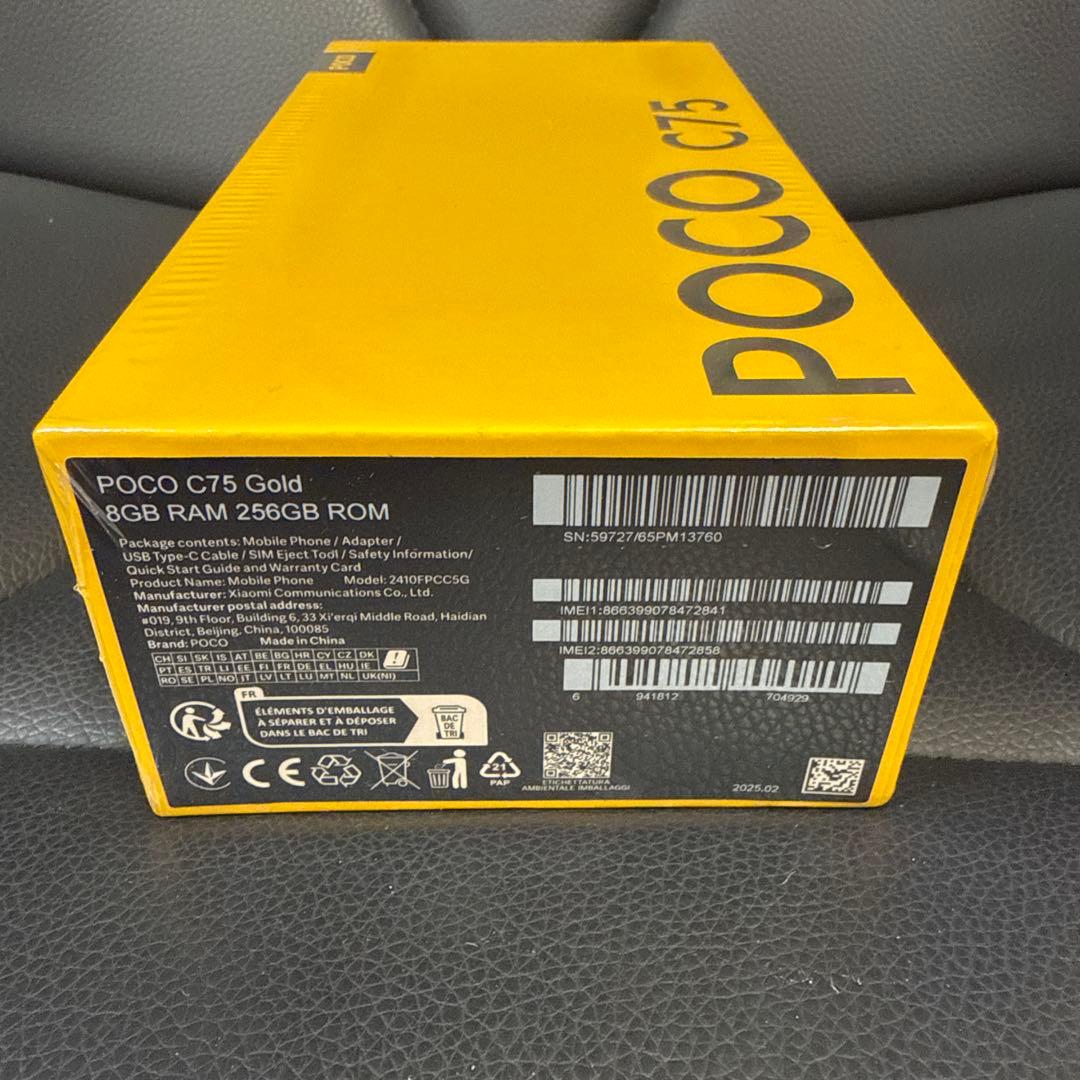 POCO
POCO C75
POCO C75 Gold
8GB RAM 256GB ROM
Package contents: Mobile Phone / Adapter /
USB Type-C Cable / SIM Eject Tool / Safety Information/
Quick Start Guide and Warranty Card
Product Name: Mobile Phone Model: 2410FPCC5G
Manufacturer: Xiaomi Communications Co., Ltd.
Manufacturer postal address:
#019, 9th Floor, Building 6, 33 Xi'erqi Middle Road, Haidian
District, Beijing, China, 100085
Brand: POCO Made in China
CH SI SK IS AT BE BG HR CY CZ DK
PT ES TR LI EE FI FR DE EL HU IE
RO SE PL NO IT LV LT LU MT NL UK(NI)
SN:59727/65PM13760
IMEI1:866399078472841
IMEI2:866399078472858
6 941812 704929
FR
ÉLÉMENTS D'EMBALLAGE
À SÉPARER ET À DÉPOSER
DANS LE BAC DE TRI
BAC
DE
TRI
CE
21
PAP
ETICHETTATURA
AMBIENTALE IMBALLAGGI
2025.02